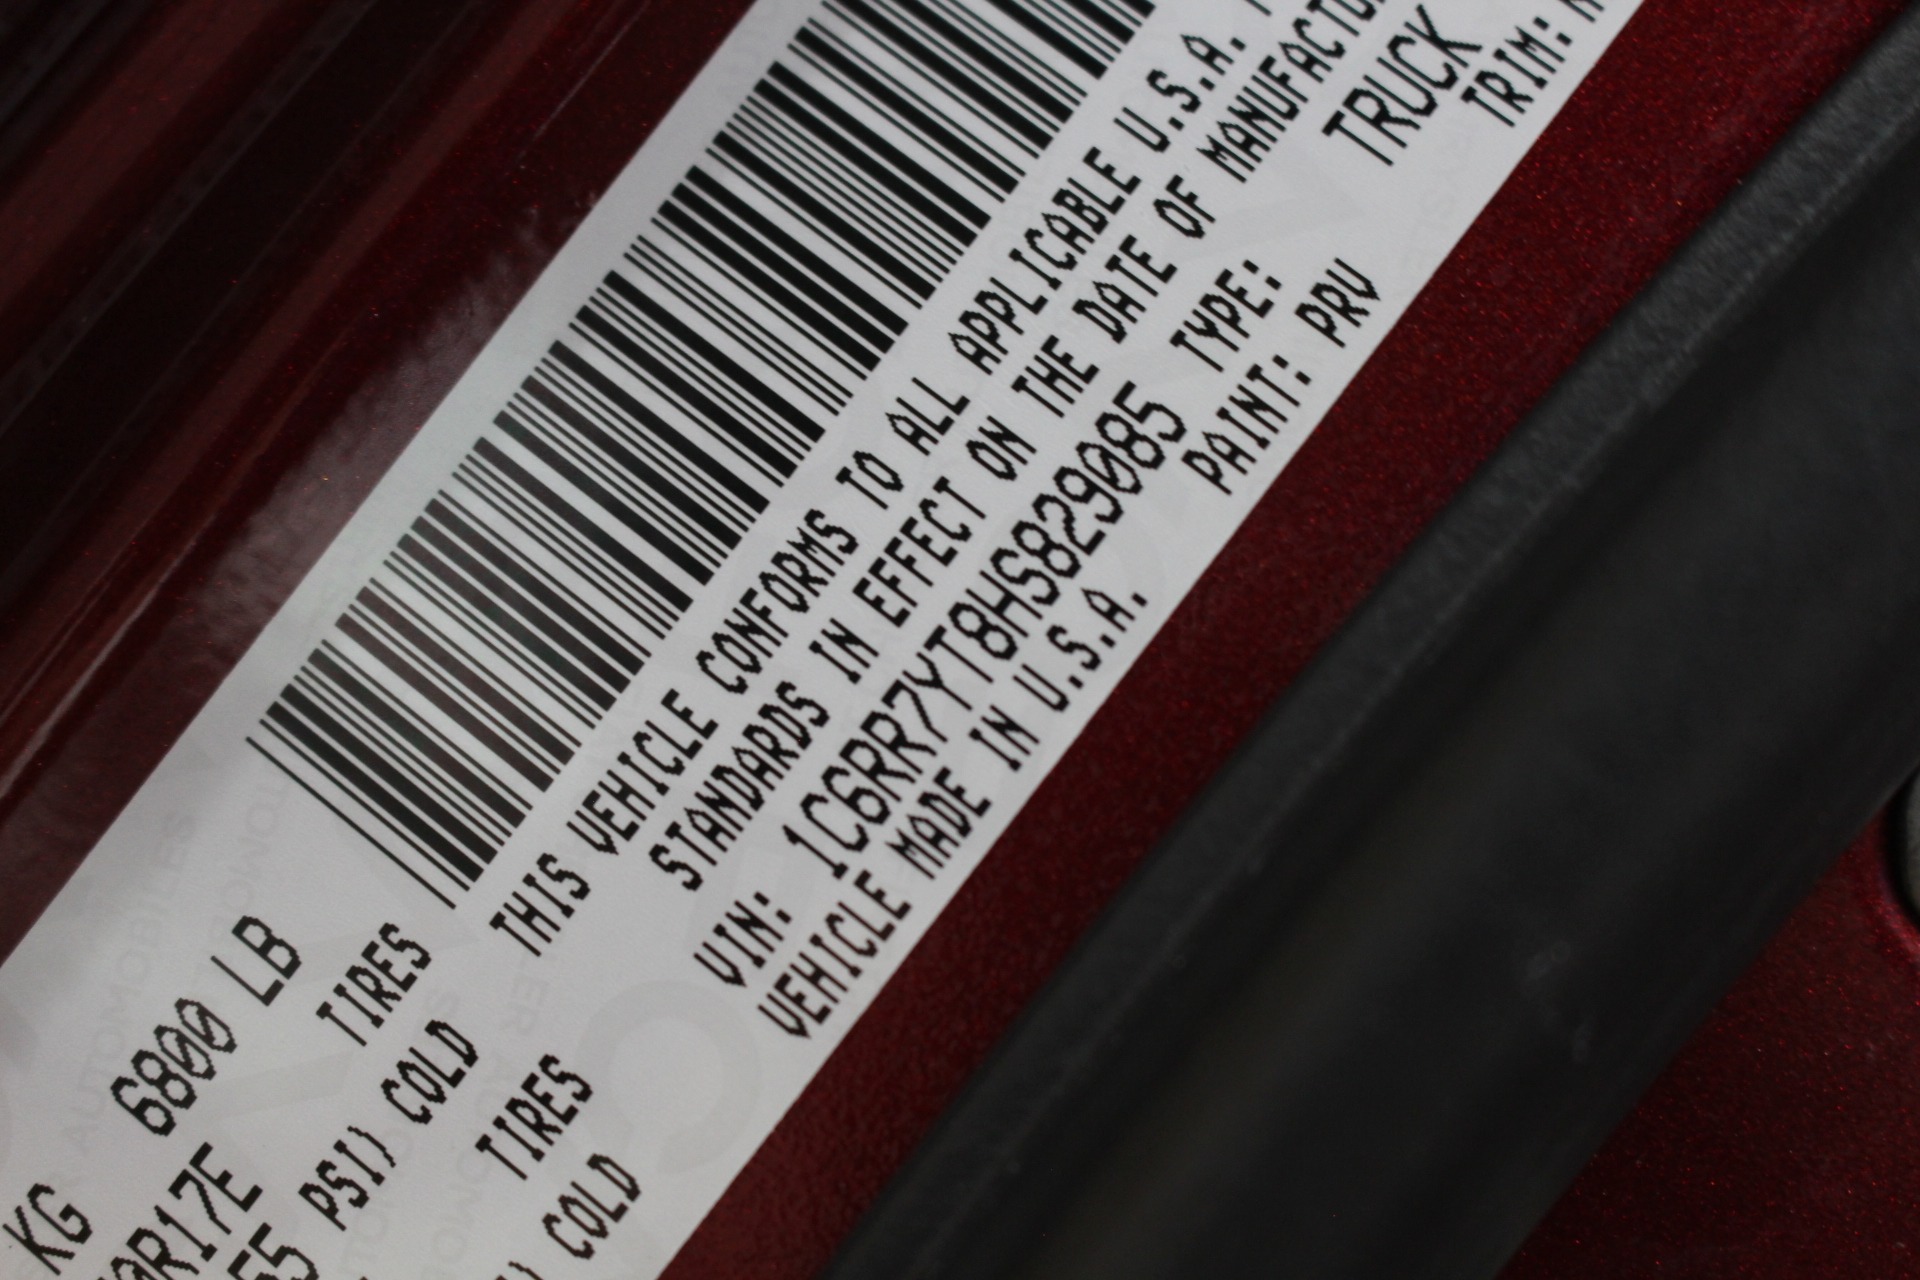 KG 6800 LB
R17E TIRES
PSI) COLD
TIRES
COLD
THIS VEHICLE CONFORMS TO ALL APPLICABLE U.S.A.
STANDARDS IN EFFECT ON THE DATE OF MANUFACTU
VIN: 1C6RR7YT8HS829085 TYPE: TRUCK
VEHICLE MADE IN U.S.A. PAINT: PRV TRIM: